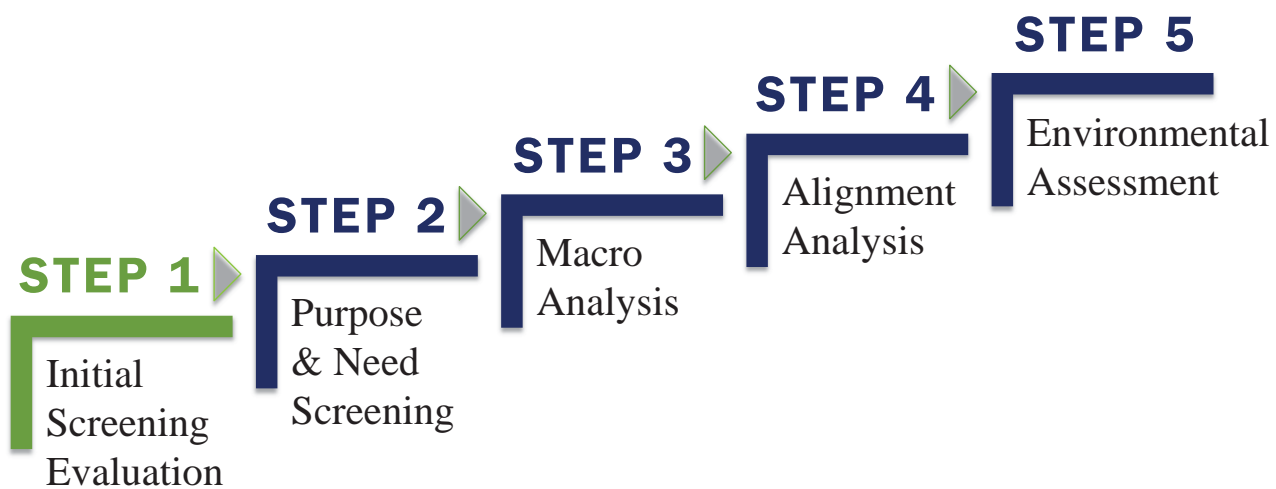 STEP 1
Initial
Screening
Evaluation
STEP 2
Purpose
& Need
Screening
STEP 3
Macro
Analysis
STEP 4
Alignment
Analysis
STEP 5
Environmental
Assessment